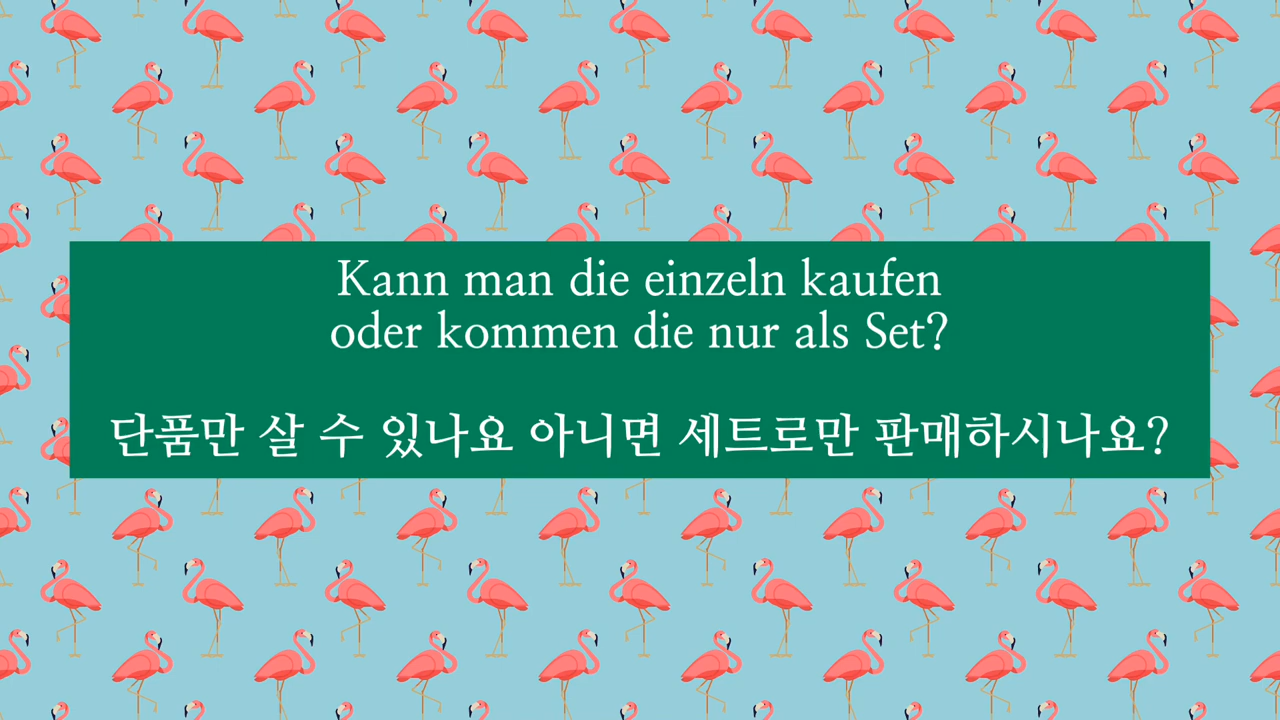 Kann man die einzeln kaufen
oder kommen die nur als Set?
단품만 살 수 있나요 아니면 세트로만 판매하시나요?